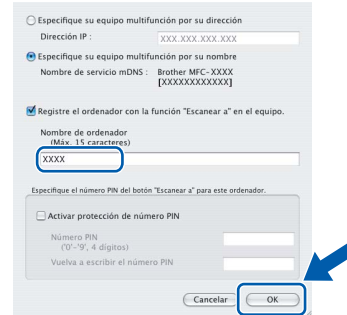 Especifique su equipo multifunción por su dirección
Dirección IP :
XXX.XXX.XXX.XXX
Especifique su equipo multifunción por su nombre
Nombre de servicio mDNS : Brother MFC-XXXX
[XXXXXXXXXXXX]
Registre el ordenador con la función "Escanear a" en el equipo.
Nombre de ordenador
(Máx. 15 caracteres)
XXXX
Especifique el número PIN del botón "Escanear a" para este ordenador.
Activar protección de número PIN
Número PIN
('0'-'9', 4 dígitos)
Vuelva a escribir el número PIN
Cancelar
OK